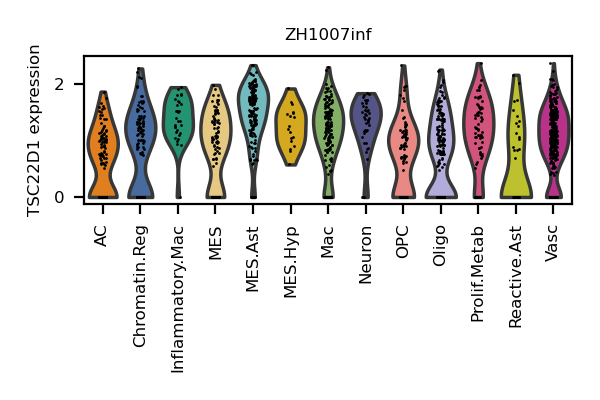 ZH1007inf
TSC22D1 expression
2
0
AC
Chromatin.Reg
Inflammatory.Mac
MES
MES.Ast
MES.Hyp
Mac
Neuron
OPC
Oligo
Prolif.Metab
Reactive.Ast
Vasc